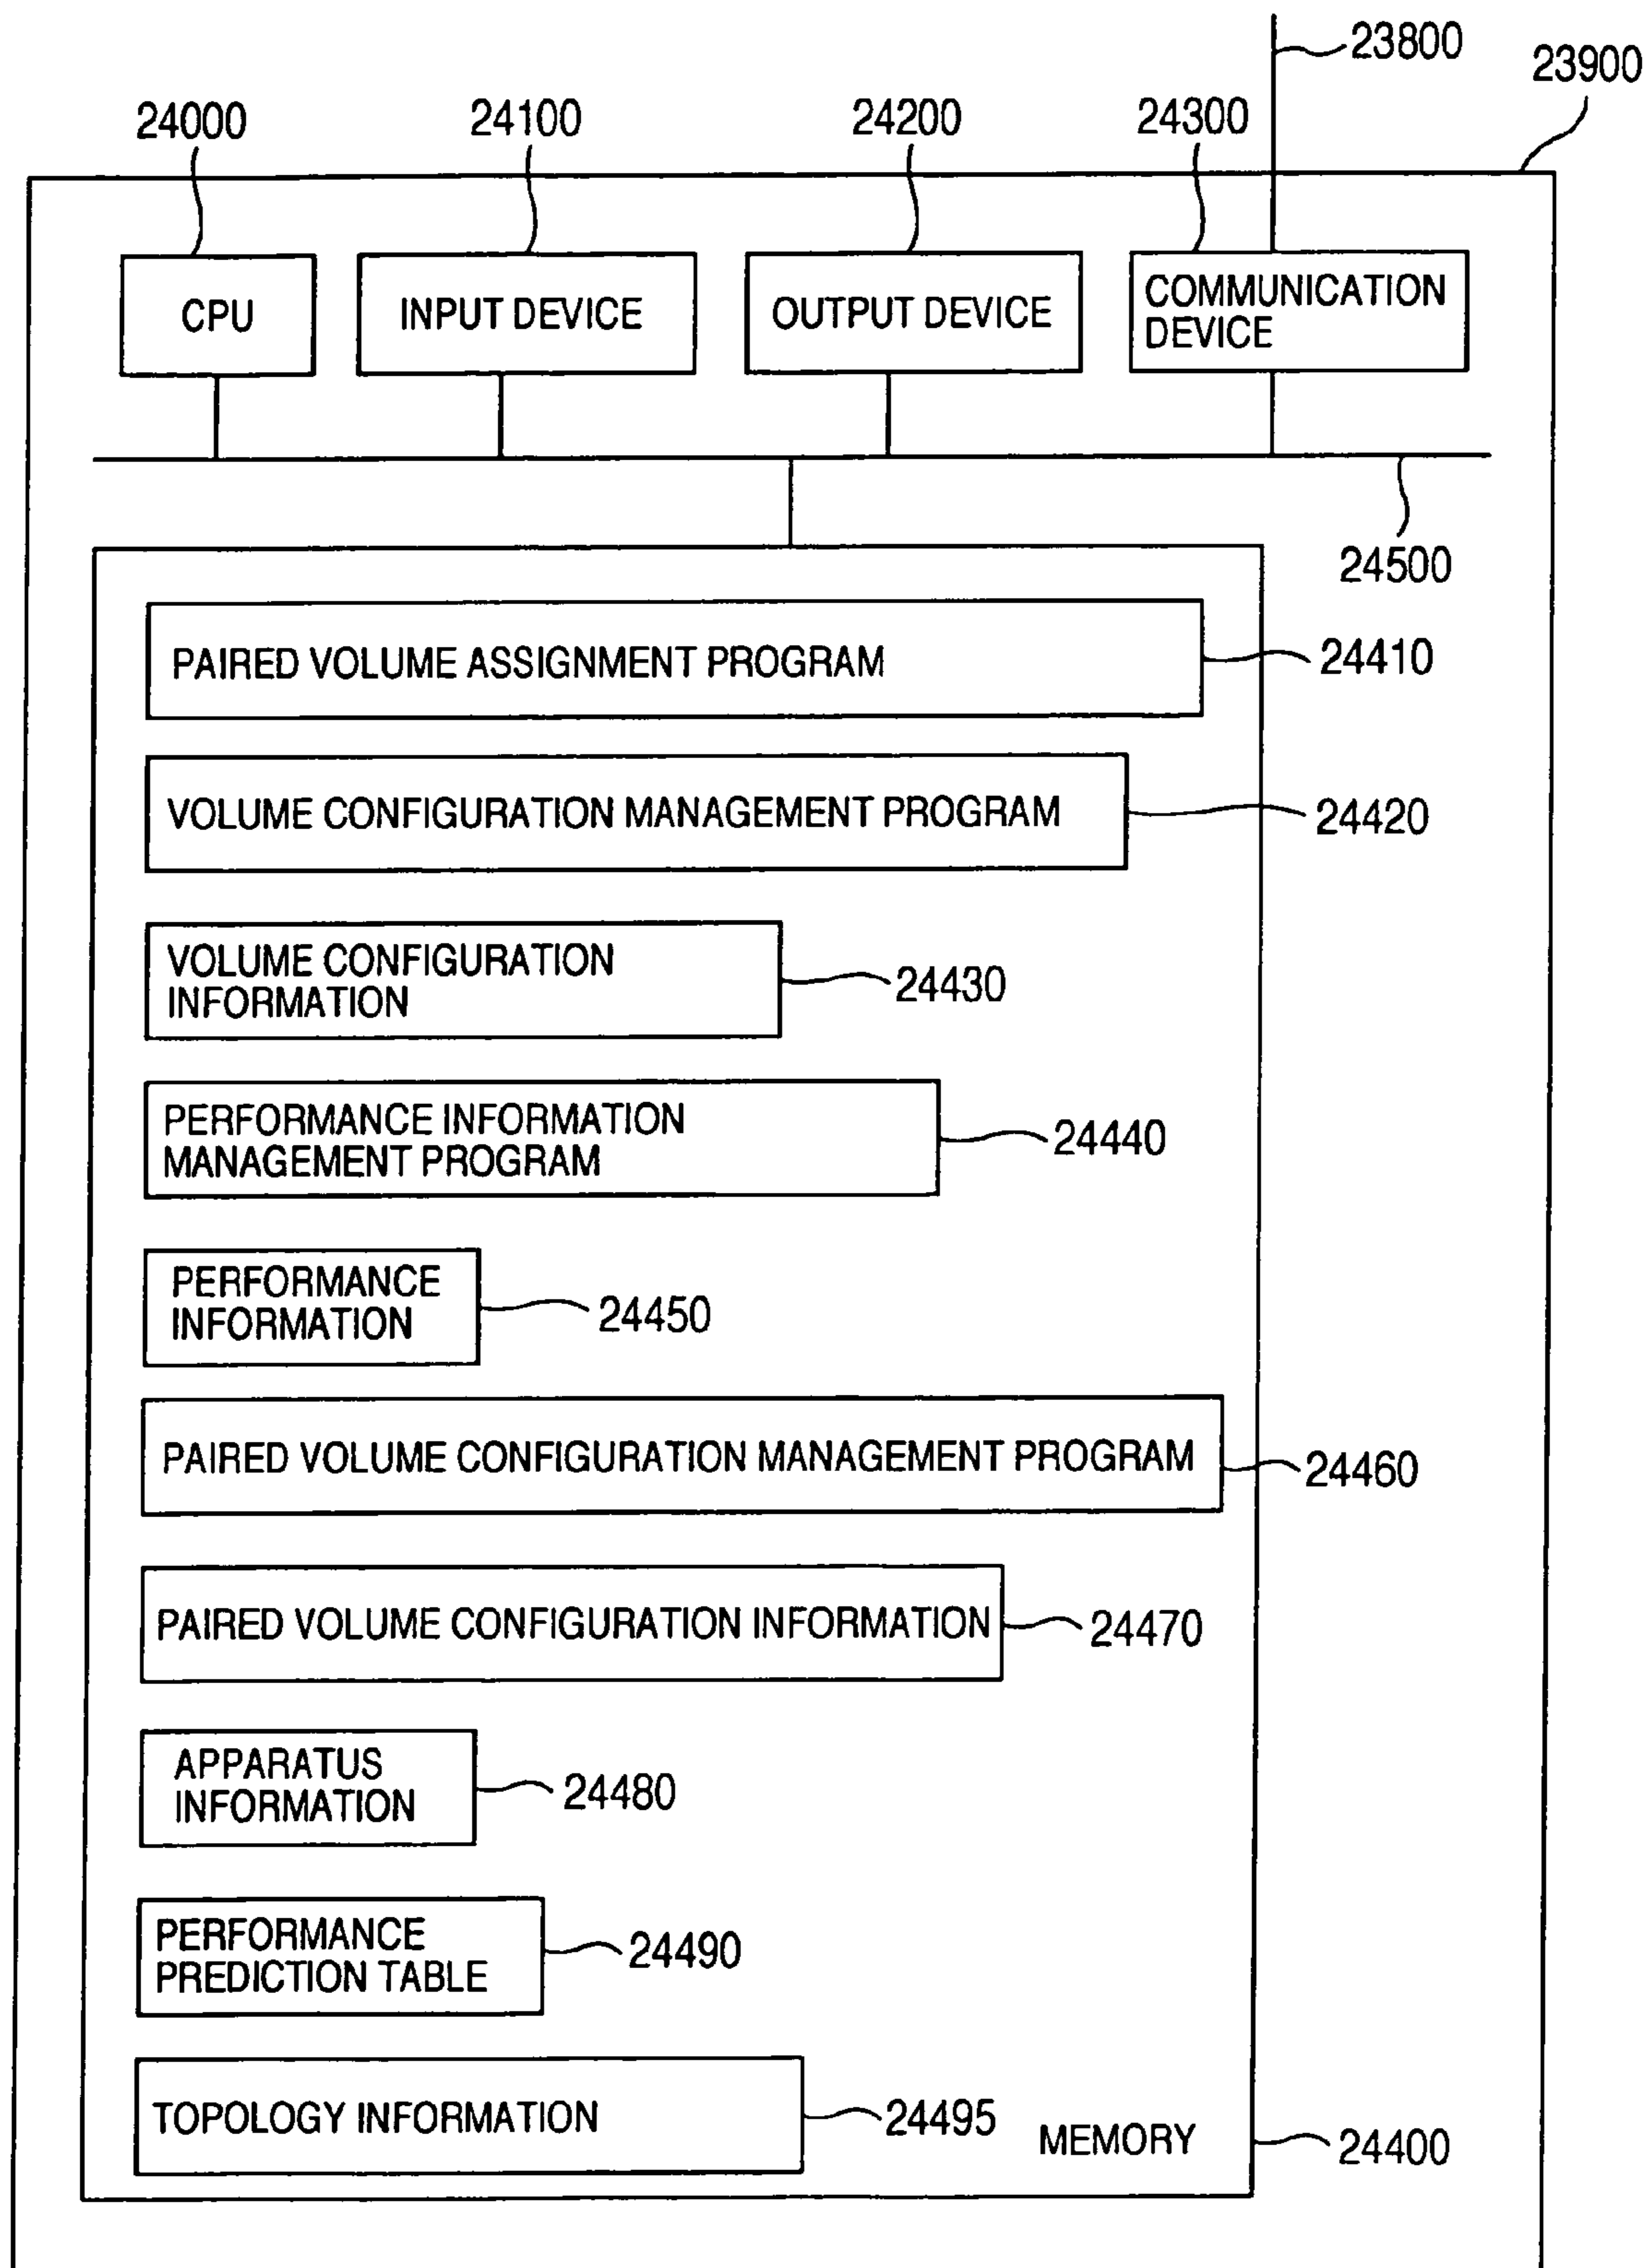 23800
23900
24000
24100
24200
24300
CPU
INPUT DEVICE
OUTPUT DEVICE
COMMUNICATION
DEVICE
24500
PAIRED VOLUME ASSIGNMENT PROGRAM
24410
VOLUME CONFIGURATION MANAGEMENT PROGRAM
24420
VOLUME CONFIGURATION
INFORMATION
24430
PERFORMANCE INFORMATION
MANAGEMENT PROGRAM
24440
PERFORMANCE
INFORMATION
24450
PAIRED VOLUME CONFIGURATION MANAGEMENT PROGRAM
24460
PAIRED VOLUME CONFIGURATION INFORMATION
24470
APPARATUS
INFORMATION
24480
PERFORMANCE
PREDICTION TABLE
24490
TOPOLOGY INFORMATION
24495
MEMORY
24400